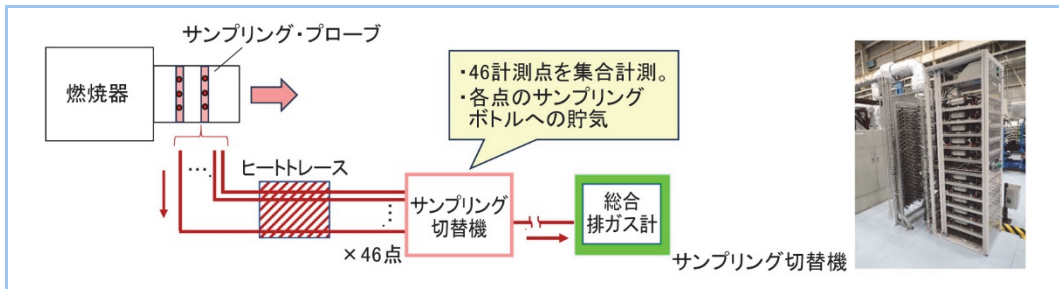 サンプリング・プローブ
燃焼器
・46計測点を集合計測。
・各点のサンプリング
ボトルへの貯気
ヒートトレース
サンプリング
切替機
総合
排ガス計
×46点
サンプリング切替機